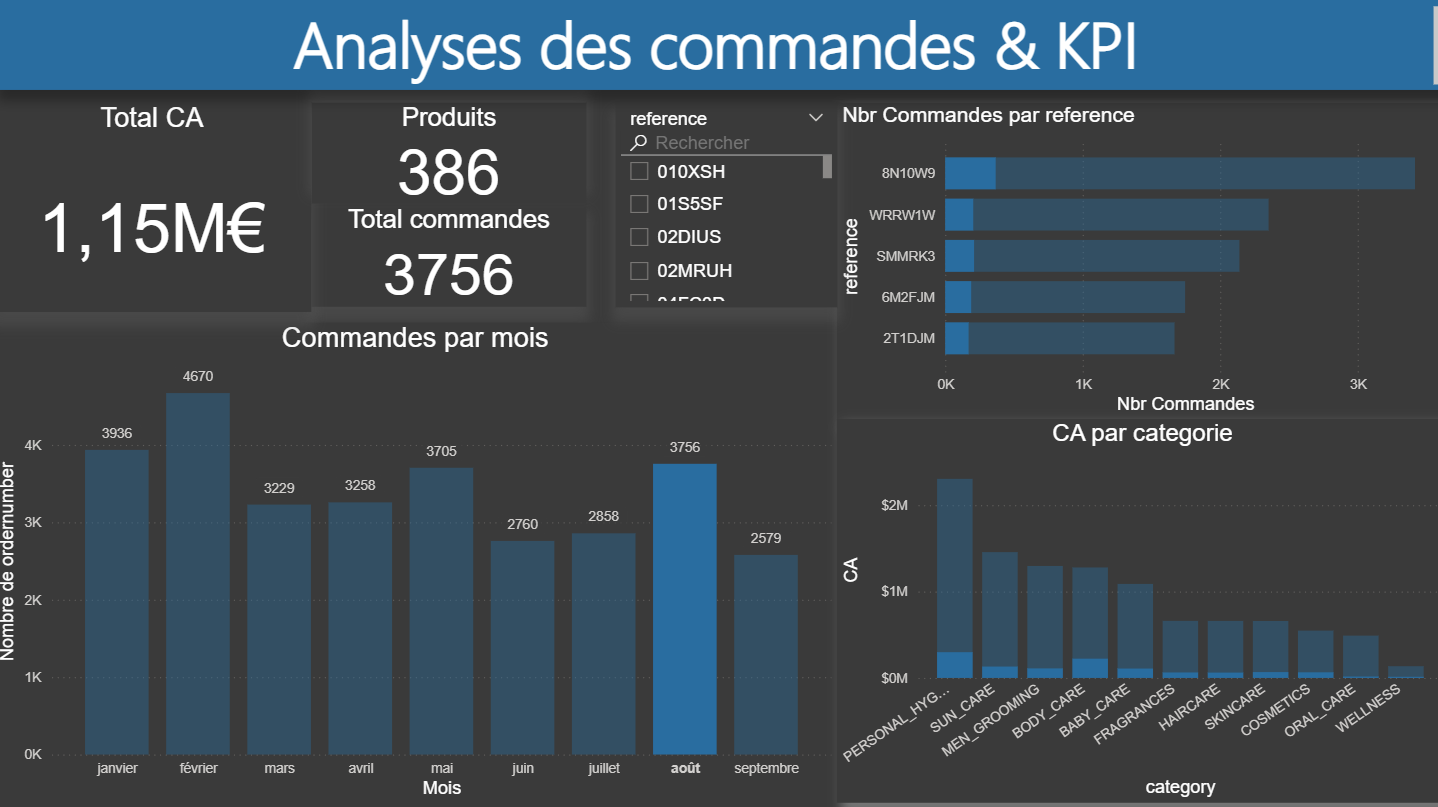 Analyses des commandes & KPI
Total CA
1,15M€
Produits
386
Total commandes
3756
reference
Rechercher
010XSH
01S5SF
02DIUS
02MRUH
Nbr Commandes par reference
reference
8N10W9
WRRW1W
SMMRK3
6M2FJM
2T1DJM
0K
1K
2K
3K
Nbr Commandes
Commandes par mois
Nombre de ordernumber
4K
3K
2K
1K
0K
3936
4670
3229
3258
3705
2760
2858
3756
2579
janvier
février
mars
avril
mai
juin
juillet
août
septembre
Mois
CA par categorie
CA
$2M
$1M
$0M
PERSONAL_HYG...
SUN_CARE
MEN_GROOMING
BODY_CARE
BABY_CARE
FRAGRANCES
HAIRCARE
SKINCARE
COSMETICS
ORAL_CARE
WELLNESS
category